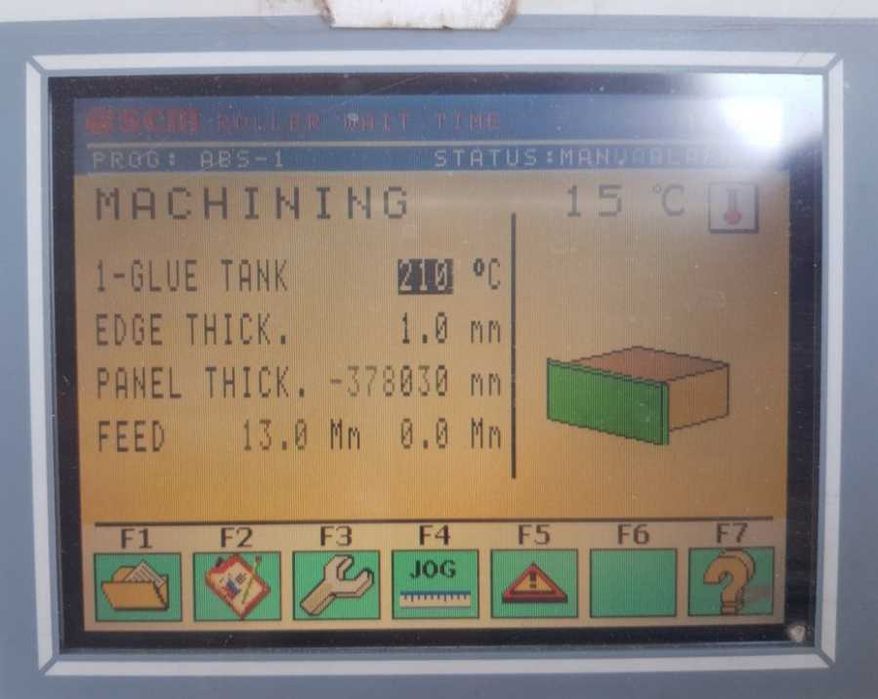 scm ROLLER WAIT TIME
PROG: ABS-1 STATUS:
MACHINING 15 °C
1-GLUE TANK 210 °C
EDGE THICK. 1.0 mm
PANEL THICK. -378030 mm
FEED 13.0 Mm 0.0 Mm
F1 F2 F3 F4 F5 F6 F7
JOG